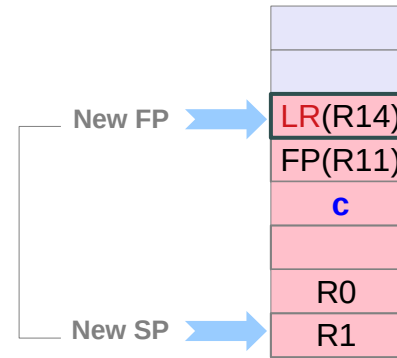 New FP
LR(R14)
FP(R11)
c
R0
New SP
R1